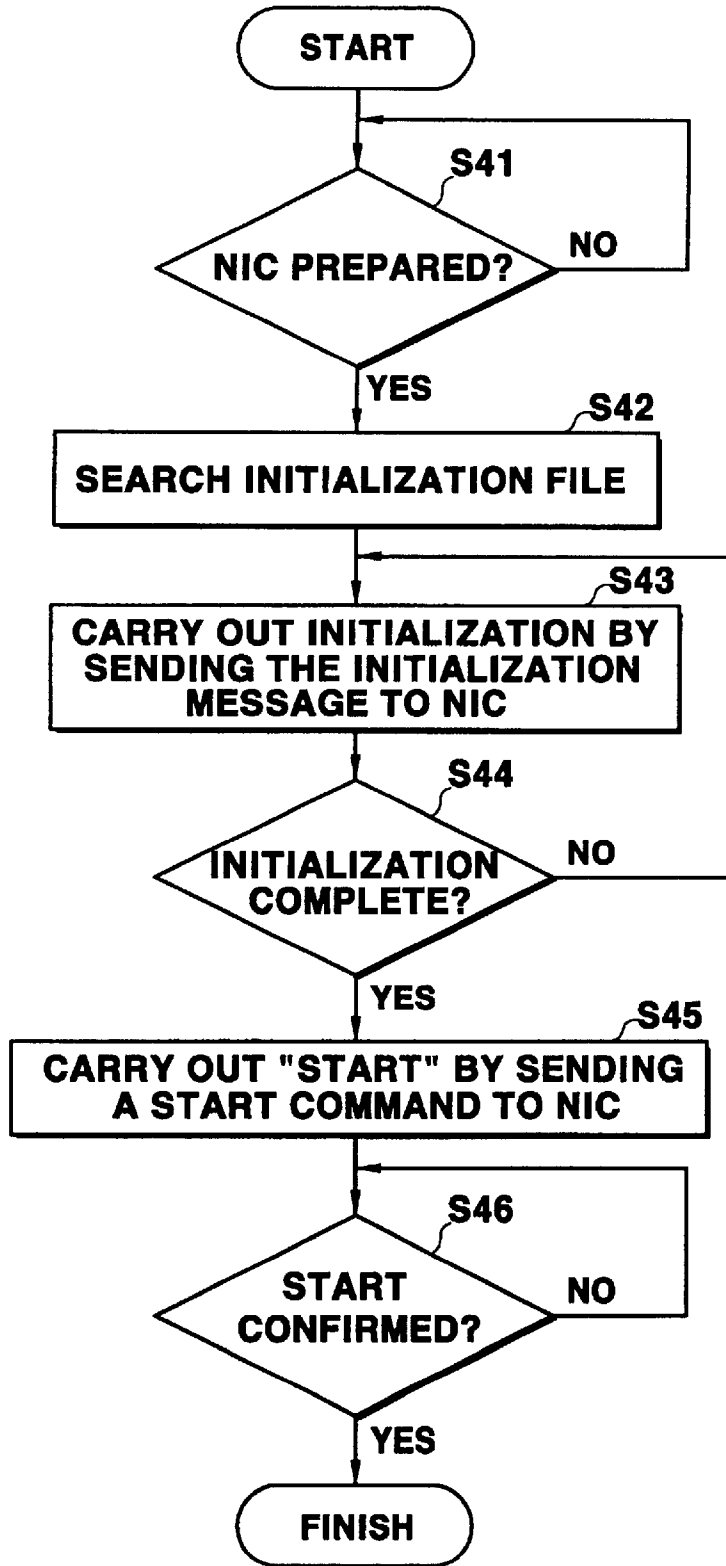 START
S41
NIC PREPARED?
NO
YES
S42
SEARCH INITIALIZATION FILE
S43
CARRY OUT INITIALIZATION BY
SENDING THE INITIALIZATION
MESSAGE TO NIC
S44
INITIALIZATION
COMPLETE?
NO
YES
S45
CARRY OUT "START" BY SENDING
A START COMMAND TO NIC
S46
START
CONFIRMED?
NO
YES
FINISH